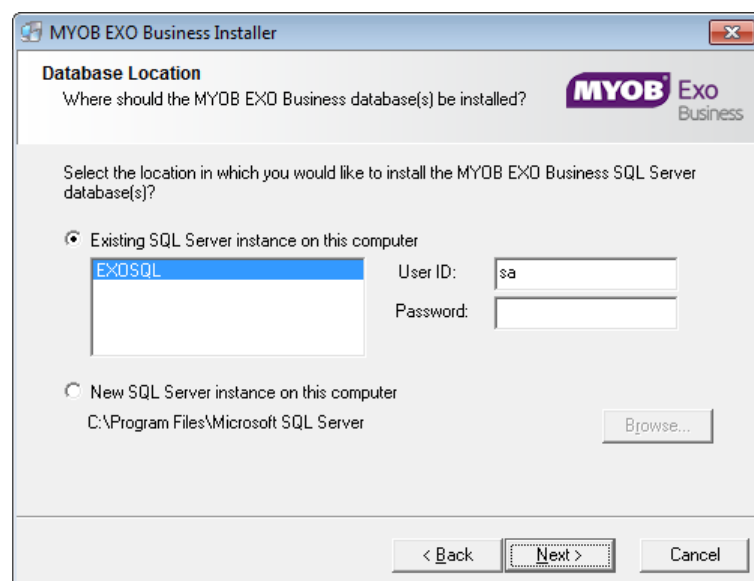 MYOB EXO Business Installer
Database Location
Where should the MYOB EXO Business database(s) be installed?
MYOB Exo
Business
Select the location in which you would like to install the MYOB EXO Business SQL Server
database(s)?
Existing SQL Server instance on this computer
EXOSQL
User ID:
sa
Password:
New SQL Server instance on this computer
C:\Program Files\Microsoft SQL Server
Browse...
< Back
Next >
Cancel